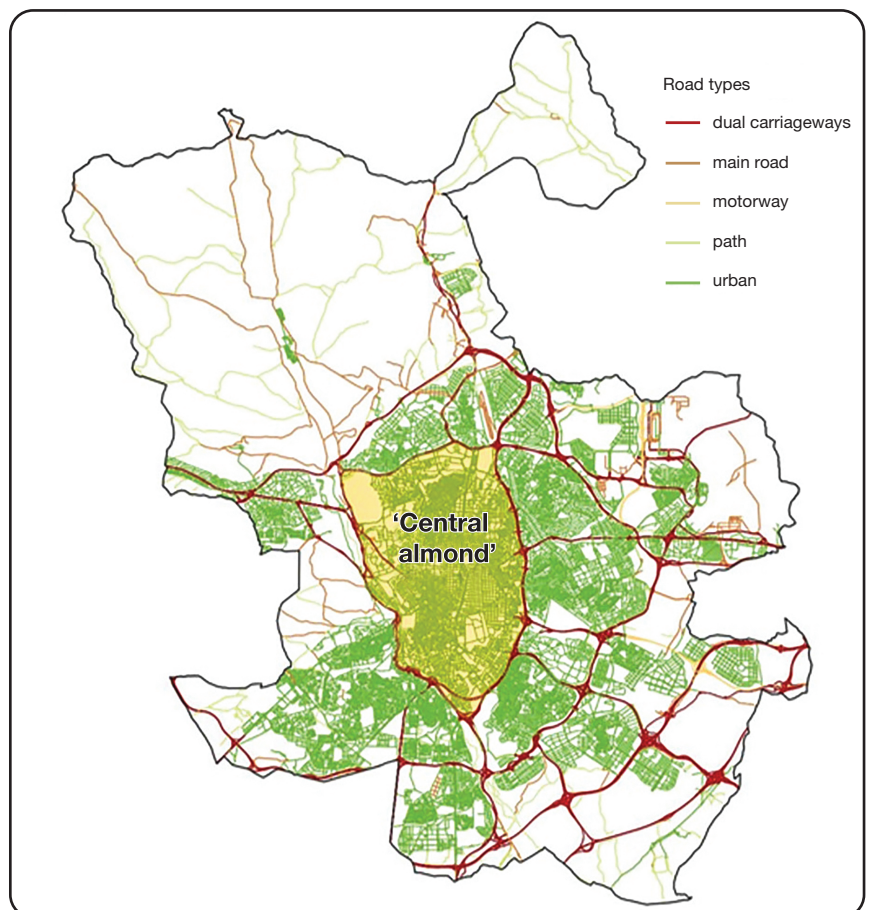 Road types
dual carriageways
main road
motorway
path
urban
‘Central
almond’